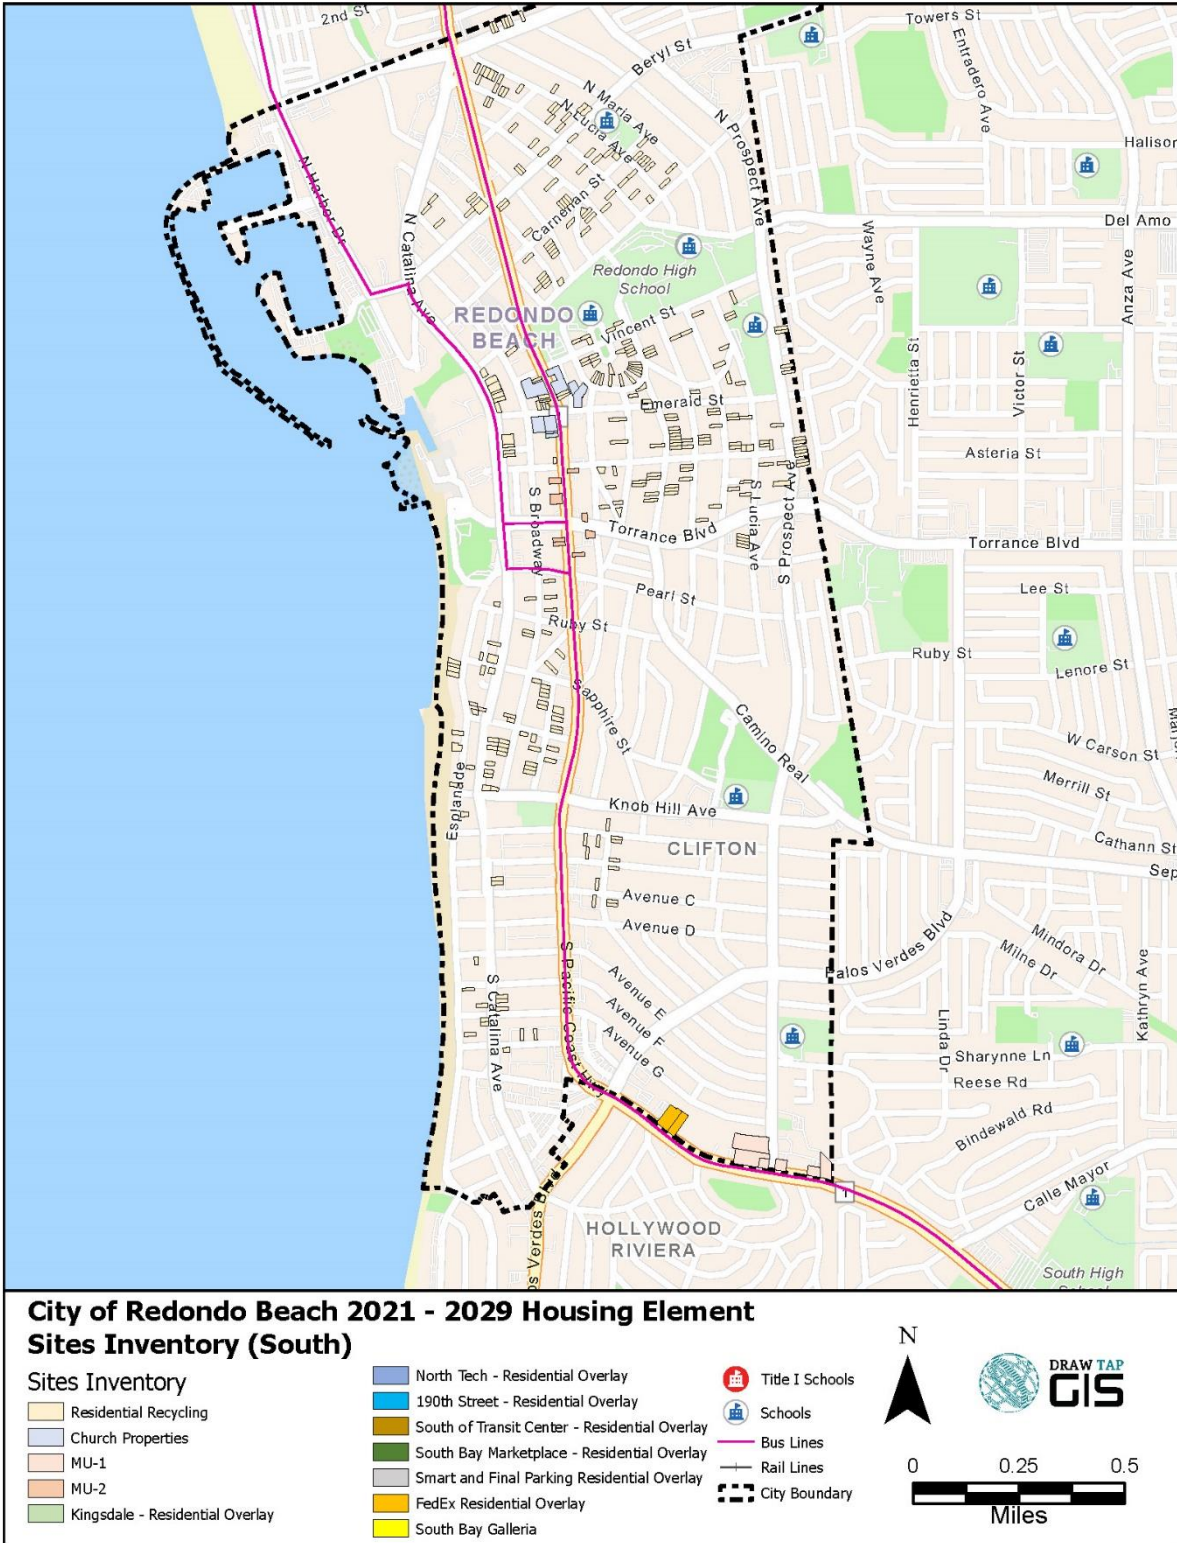 2nd St
Towers St
Beryl St
Entradero Ave
N Maria Ave
N Lucia Ave
N Prospect Ave
N Harbor Dr
Carnelian St
N Catalina Ave
Del Amo
Wayne Ave
Anza Ave
Redondo High
School
REDONDO
BEACH
Vincent St
Henrietta St
Victor St
Emerald St
Asteria St
S Broadway
S Lucia Ave
S Prospect Ave
Torrance Blvd
Torrance Blvd
Pearl St
Lee St
Ruby St
Ruby St
Lenore St
Sapphire St
Camino Real
W Carson St
Merrill St
Esplanade
Knob Hill Ave
CLIFTON
Cathann St
Sep
Avenue C
Avenue D
Palos Verdes Blvd
Mindora Dr
Milne Dr
Kathryn Ave
S Pacific Coast Hwy
S Catalina Ave
Avenue E
Avenue F
Avenue G
Linda Dr
Sharynne Ln
Reese Rd
Bindewald Rd
Calle Mayor
1
HOLLYWOOD
RIVIERA
os Verdes Blvd
South High
City of Redondo Beach 2021 - 2029 Housing Element
Sites Inventory (South)
Sites Inventory
Residential Recycling
Church Properties
MU-1
MU-2
Kingsdale - Residential Overlay
North Tech - Residential Overlay
190th Street - Residential Overlay
South of Transit Center - Residential Overlay
South Bay Marketplace - Residential Overlay
Smart and Final Parking Residential Overlay
FedEx Residential Overlay
South Bay Galleria
Title I Schools
Schools
Bus Lines
Rail Lines
City Boundary
N
DRAW TAP
GIS
0 0.25 0.5
Miles